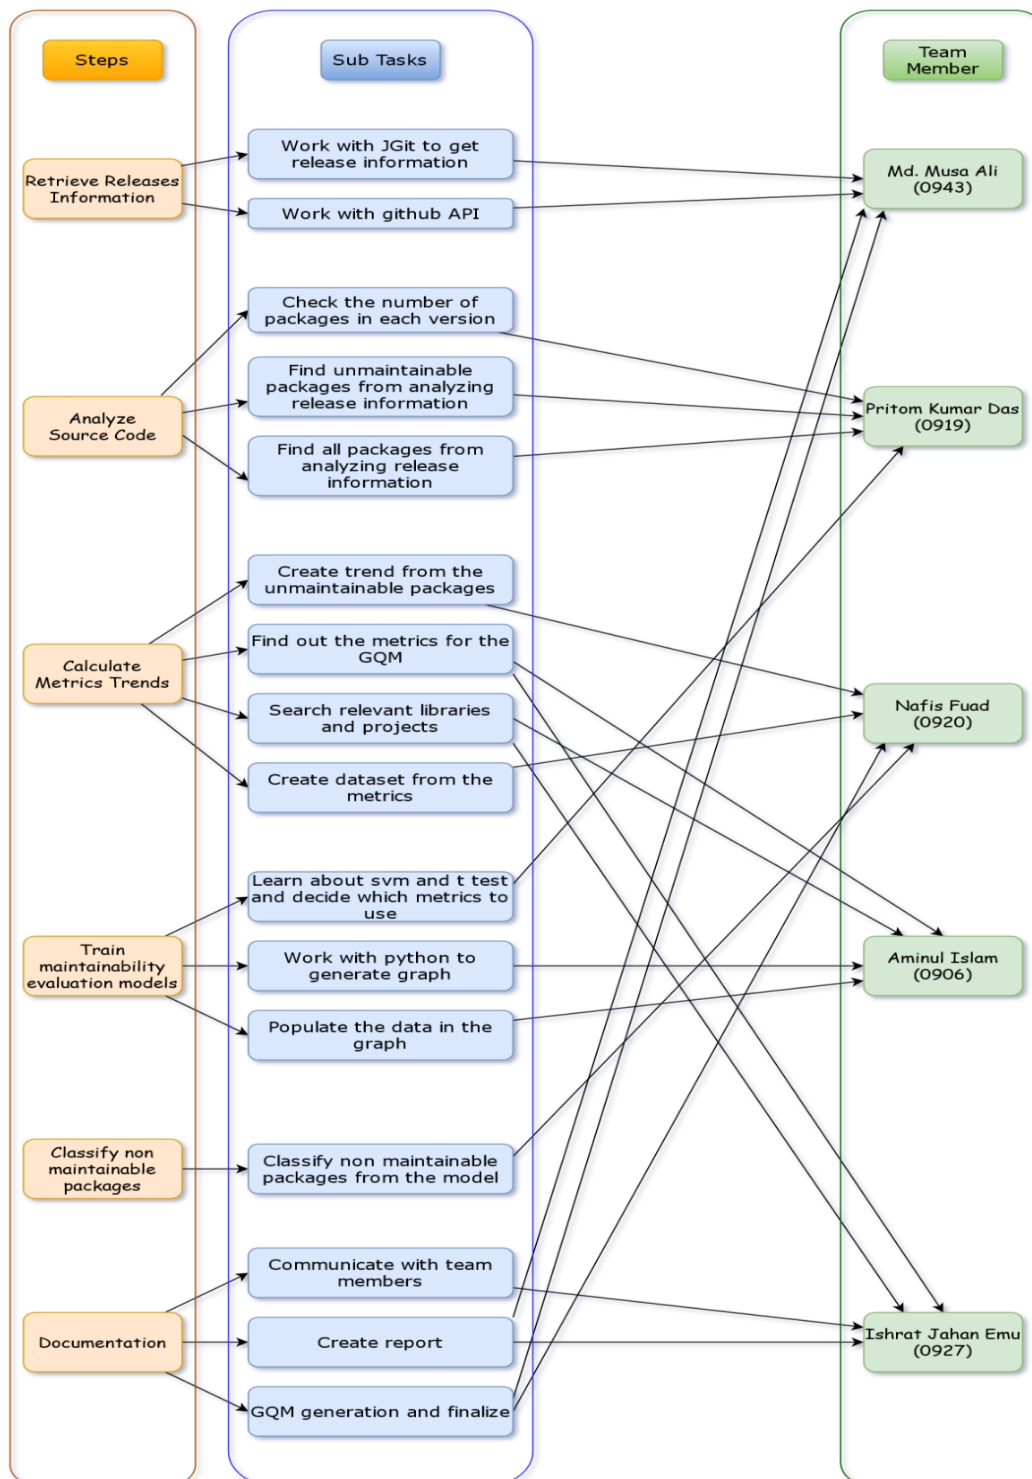 Steps
Sub Tasks
Team
Member
Retrieve Releases
Information
Work with JGit to get
release information
Work with github API
Md. Musa Ali
(0943)
Analyze
Source Code
Check the number of
packages in each version
Find unmaintainable
packages from analyzing
release information
Find all packages from
analyzing release
information
Pritom Kumar Das
(0919)
Calculate
Metrics Trends
Create trend from the
unmaintainable packages
Find out the metrics for the
GQM
Search relevant libraries
and projects
Create dataset from the
metrics
Nafis Fuad
(0920)
Train
maintainability
evaluation models
Learn about svm and t test
and decide which metrics to
use
Work with python to
generate graph
Populate the data in the
graph
Aminul Islam
(0906)
Classify non
maintainable
packages
Classify non maintainable
packages from the model
Documentation
Communicate with team
members
Create report
GQM generation and finalize
Ishrat Jahan Emu
(0927)